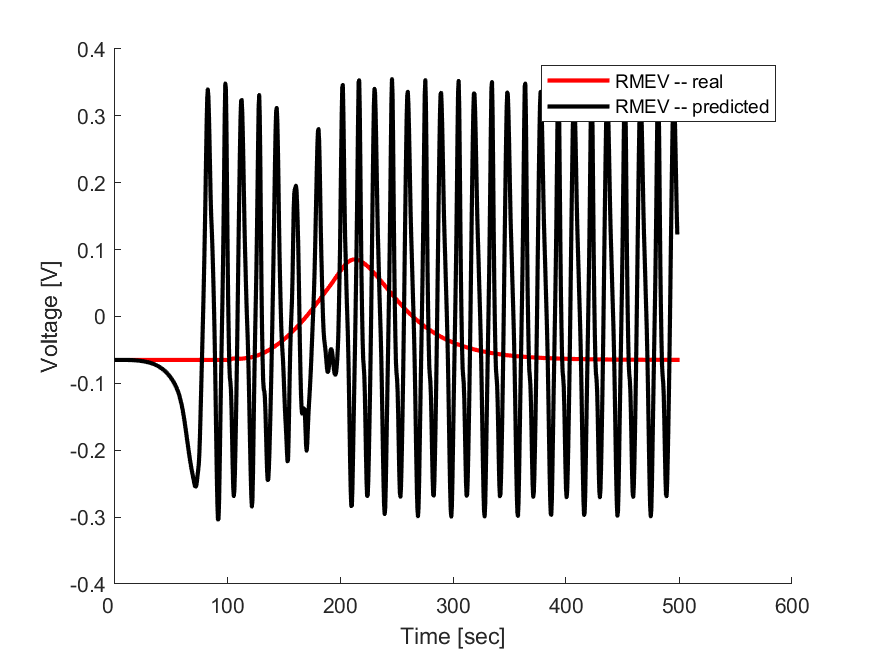 0.4
0.3
0.2
0.1
0
-0.1
-0.2
-0.3
-0.4
Voltage [V]
RMEV -- real
RMEV -- predicted
0 100 200 300 400 500 600
Time [sec]